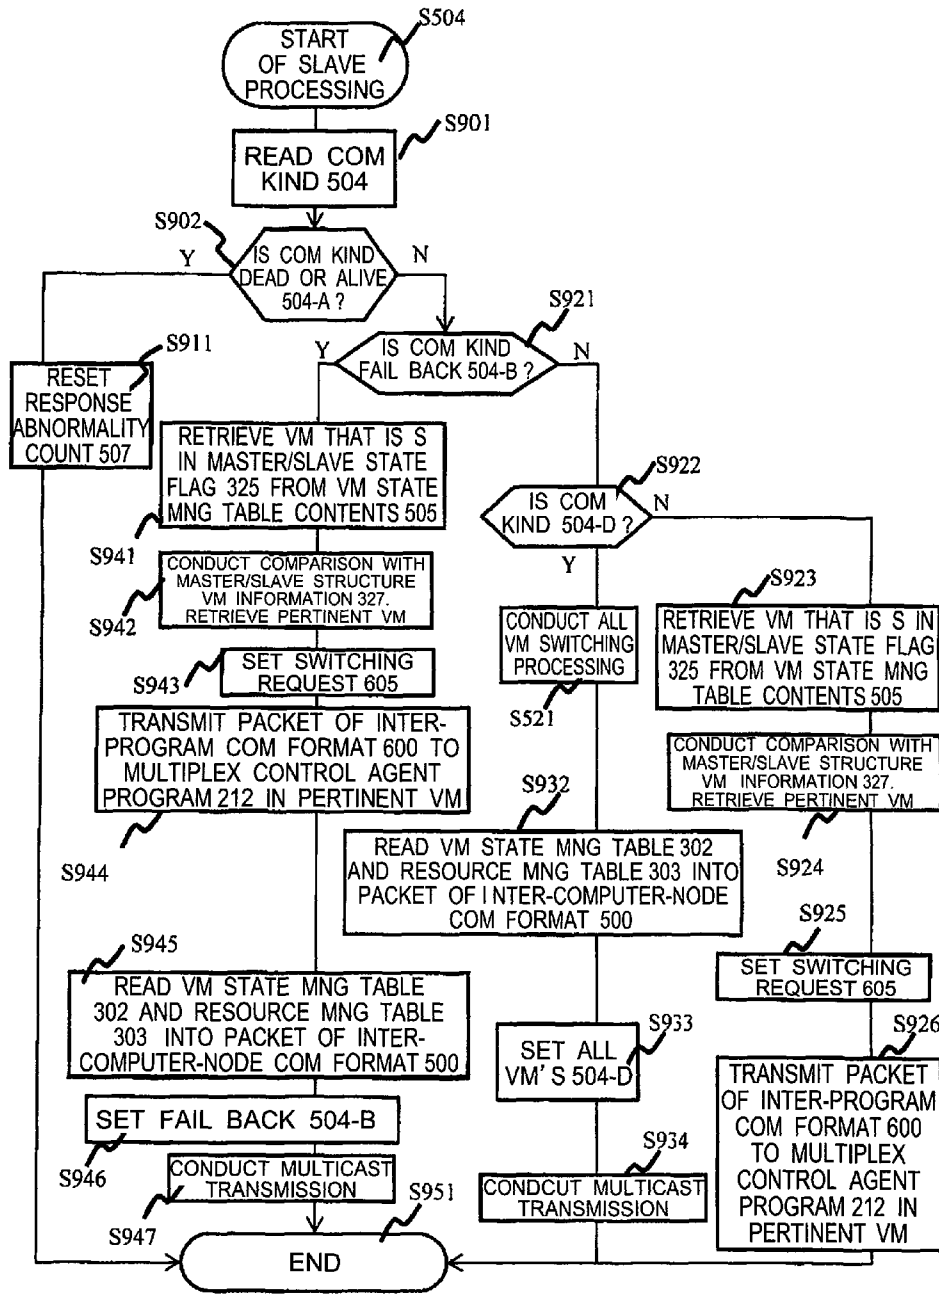 S504
START
OF SLAVE
PROCESSING
S901
READ COM
KIND 504
S902
IS COM KIND
DEAD OR ALIVE
504-A ?
Y
N
S921
IS COM KIND
FAIL BACK 504-B ?
Y
N
S911
RESET
RESPONSE
ABNORMALITY
COUNT 507
RETRIEVE VM THAT IS S
IN MASTER/SLAVE STATE
FLAG 325 FROM VM STATE
MNG TABLE CONTENTS 505
S941
S922
IS COM
KIND 504-D ?
N
Y
CONDUCT COMPARISON WITH
MASTER/SLAVE STRUCTURE
VM INFORMATION 327.
RETRIEVE PERTINENT VM
S942
CONDUCT ALL
VM SWITCHING
PROCESSING
S521
S923
RETRIEVE VM THAT IS S IN
MASTER/SLAVE STATE FLAG
325 FROM VM STATE MNG
TABLE CONTENTS 505
SET SWITCHING
REQUEST 605
S943
TRANSMIT PACKET OF INTER-
PROGRAM COM FORMAT 600 TO
MULTIPLEX CONTROL AGENT
PROGRAM 212 IN PERTINENT VM
S944
CONDUCT COMPARISON WITH
MASTER/SLAVE STRUCTURE
VM INFORMATION 327.
RETRIEVE PERTINENT VM
S924
S932
READ VM STATE MNG TABLE 302
AND RESOURCE MNG TABLE 303 INTO
PACKET OF INTER-COMPUTER-NODE
COM FORMAT 500
S925
SET SWITCHING
REQUEST 605
S945
READ VM STATE MNG TABLE
302 AND RESOURCE MNG TABLE
303 INTO PACKET OF INTER-
COMPUTER-NODE COM FORMAT 500
S933
SET ALL
VM'S 504-D
S926
TRANSMIT PACKET
OF INTER-PROGRAM
COM FORMAT 600
TO MULTIPLEX
CONTROL AGENT
PROGRAM 212 IN
PERTINENT VM
SET FAIL BACK 504-B
S946
CONDUCT MULTICAST
TRANSMISSION
S947
S934
CONDCUT MULTICAST
TRANSMISSION
S951
END